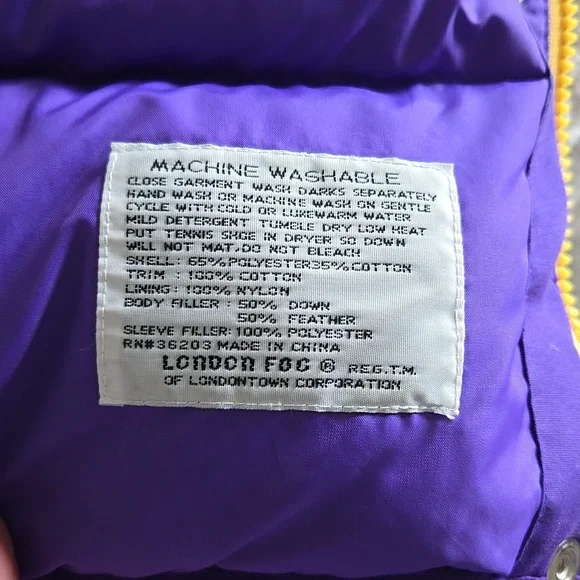 MACHINE WASHABLE
CLOSE GARMENT WASH DARKS SEPARATELY
HAND WASH OR MACHINE WASH ON GENTLE
CYCLE WITH COLD OR LUKEWARM WATER
MILD DETERGENT TUMBLE DRY LOW HEAT
PUT TENNIS SHOE IN DRYER SO DOWN
WILL NOT MAT. DO NOT BLEACH
SHELL: 65% POLYESTER 35% COTTON
TRIM : 100% COTTON
LINING: 100% NYLON
BODY FILLER : 50% DOWN
50% FEATHER
SLEEVE FILLER: 100% POLYESTER
RN#36203 MADE IN CHINA
LONDON FOG ® REG.T.M.
OF LONDONTOWN CORPORATION